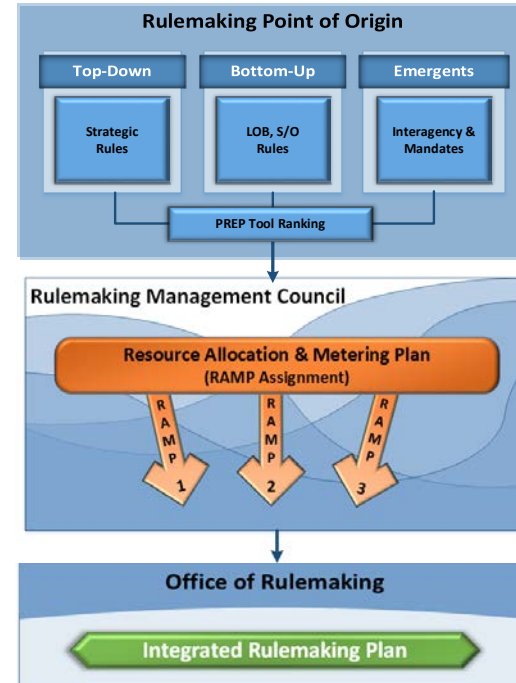 Rulemaking Point of Origin
Top-Down
Bottom-Up
Emergents
Strategic
Rules
LOB, S/O
Rules
Interagency &
Mandates
PREP Tool Ranking
Rulemaking Management Council
Resource Allocation & Metering Plan
(RAMP Assignment)
RAMP 1
RAMP 2
RAMP 3
Office of Rulemaking
Integrated Rulemaking Plan